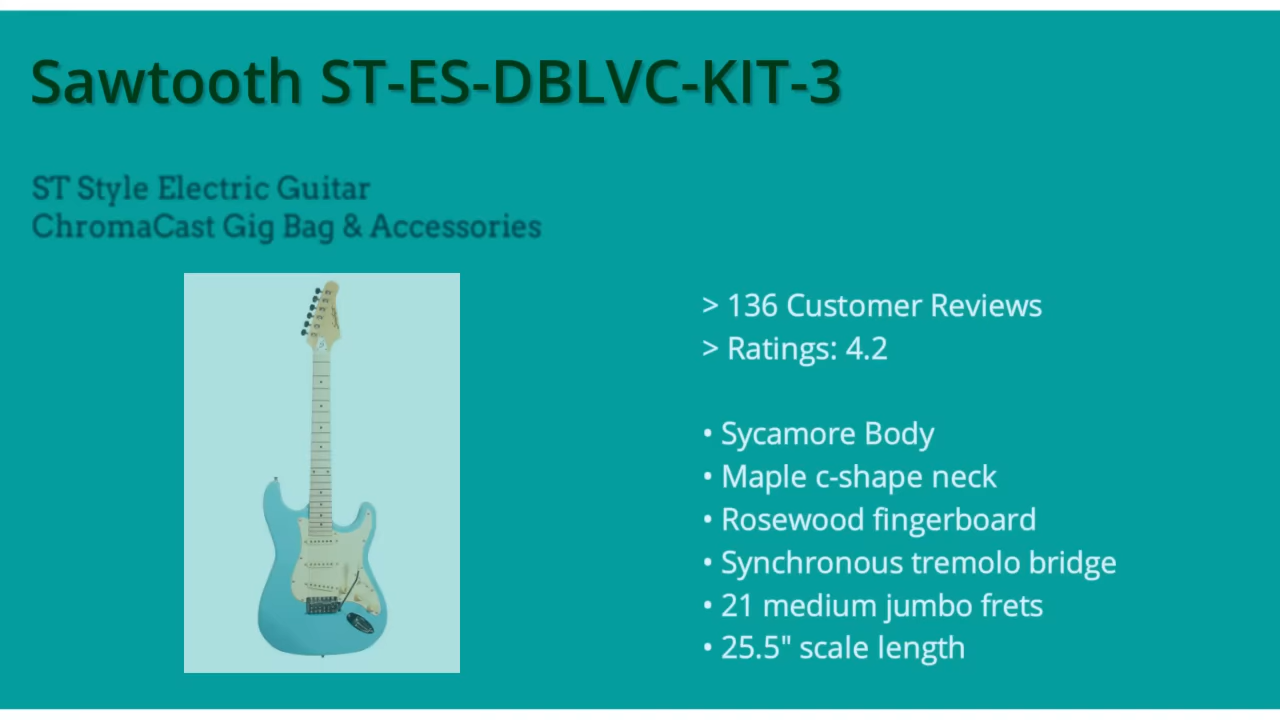 Sawtooth ST-ES-DBLVC-KIT-3
ST Style Electric Guitar
ChromaCast Gig Bag & Accessories
> 136 Customer Reviews
> Ratings: 4.2
• Sycamore Body
• Maple c-shape neck
• Rosewood fingerboard
• Synchronous tremolo bridge
• 21 medium jumbo frets
• 25.5" scale length